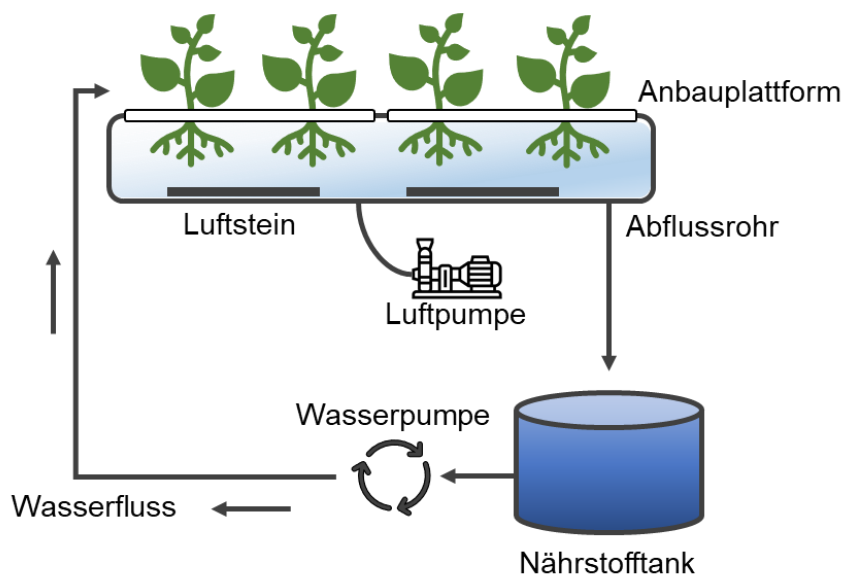 Anbauplattform
Luftstein
Abflussrohr
Luftpumpe
Wasserpumpe
Wasserfluss
Nährstofftank